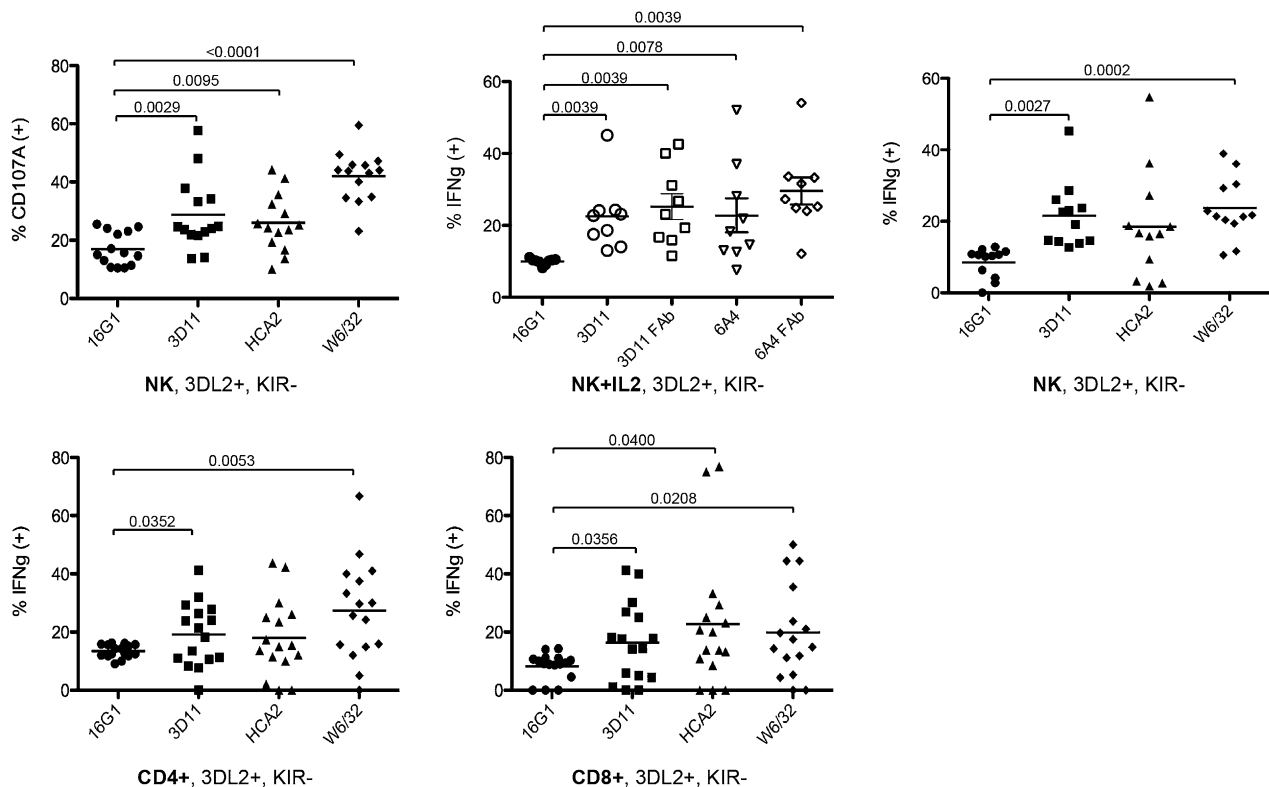 <0.0001
0.0095
0.0029
80
60
40
20
0
% CD107A (+)
16G1
3D11
HCA2
W6/32
NK, 3DL2+, KIR-
0.0039
0.0078
0.0039
0.0039
60
40
20
0
% IFNg (+)
16G1
3D11
3D11 FAb
6A4
6A4 FAb
NK+IL2, 3DL2+, KIR-
0.0002
0.0027
60
40
20
0
% IFNg (+)
16G1
3D11
HCA2
W6/32
NK, 3DL2+, KIR-
0.0053
0.0352
80
60
40
20
0
% IFNg (+)
16G1
3D11
HCA2
W6/32
CD4+, 3DL2+, KIR-
0.0400
0.0208
0.0356
80
60
40
20
0
% IFNg (+)
16G1
3D11
HCA2
W6/32
CD8+, 3DL2+, KIR-